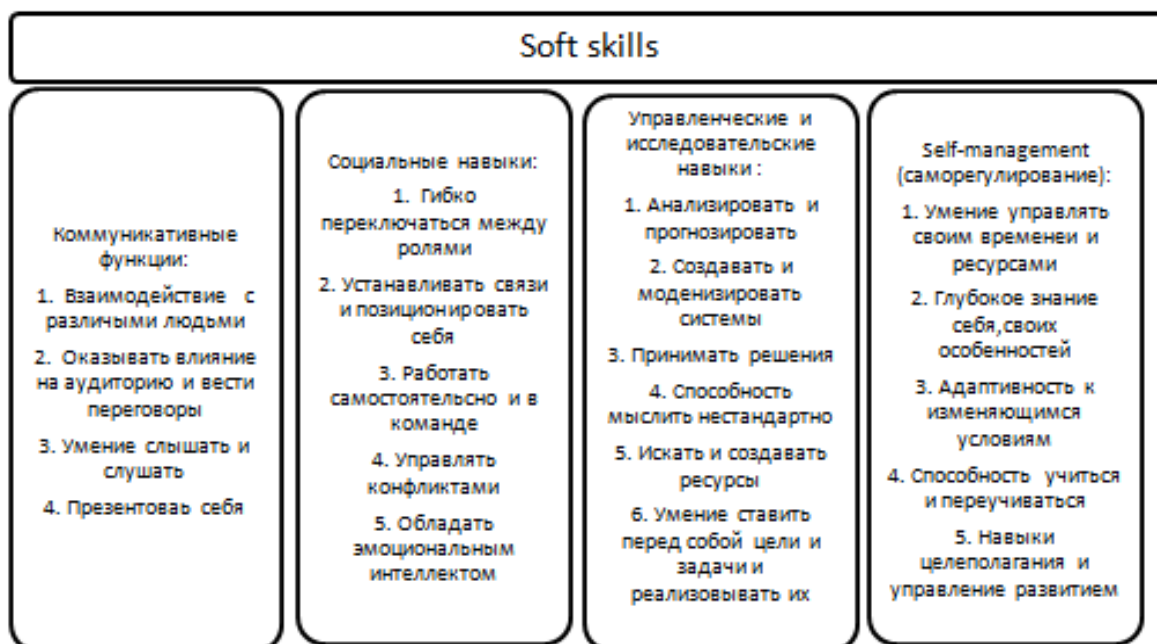 Soft skills
Коммуникативные
функции:
1. Взаимодействие с
различыми людьми
2. Оказывать влияние
на аудиторию и вести
переговоры
3. Умение слышать и
слушать
4. Презентоваь себя
Социальные навыки:
1. Гибко
переключаться между
ролями
2. Устанавливать связи
и позиционировать
себя
3. Работать
самостоятельсно и в
команде
4. Управлять
конфликтами
5. Обладать
эмоциональным
интеллектом
Управленческие и
исследовательские
навыки :
1. Анализировать и
прогнозировать
2. Создавать и
моденизировать
системы
3. Принимать решения
4. Способность
мыслить нестандартно
5. Искать и создавать
ресурсы
6. Умение ставить
перед собой цели и
задачи и
реализовывать их
Self-management
(саморегулирование):
1. Умение управлять
своим временеи и
ресурсами
2. Глубокое знание
себя,своих
особенностей
3. Адаптивность к
изменяющимся
условиям
4. Способность учиться
и переучиваться
5. Навыки
целеполагания и
управление развитием